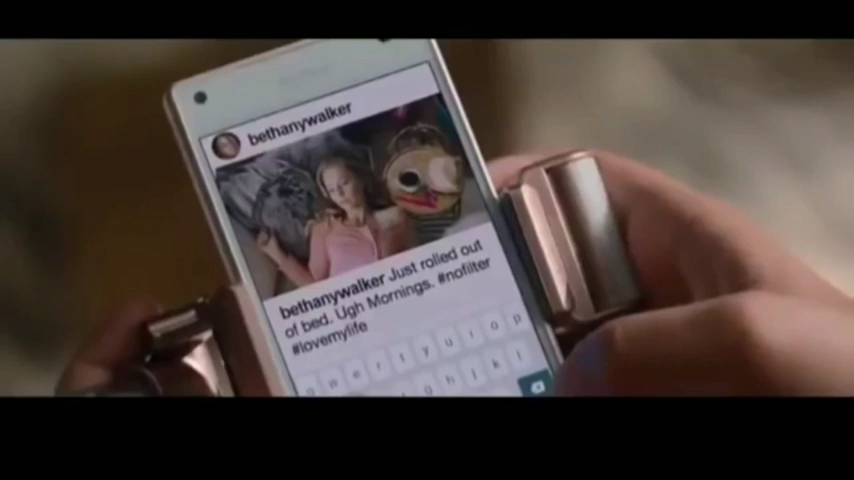 bethanywalker
bethanywalker Just rolled out
of bed. Ugh Mornings. #nofilter
#lovemylife
q w e r t y u i o p
g h j k l